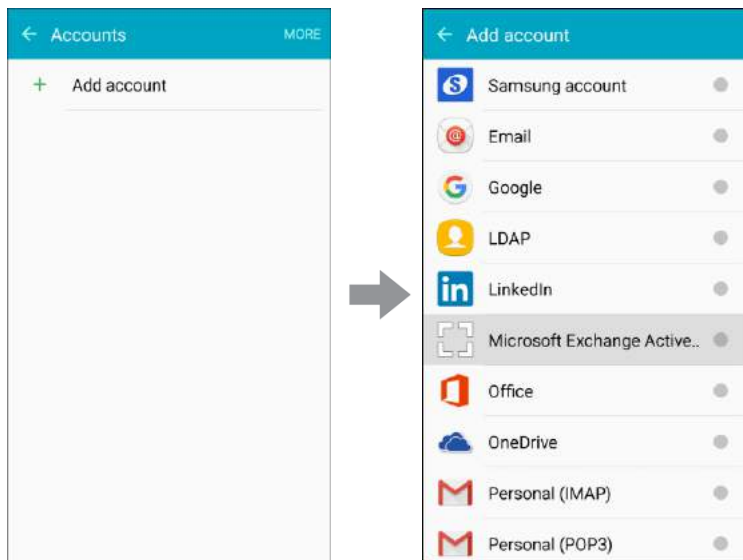 Accounts
MORE
Add account
Add account
Samsung account
Email
Google
LDAP
LinkedIn
Microsoft Exchange Active..
Office
OneDrive
Personal (IMAP)
Personal (POP3)